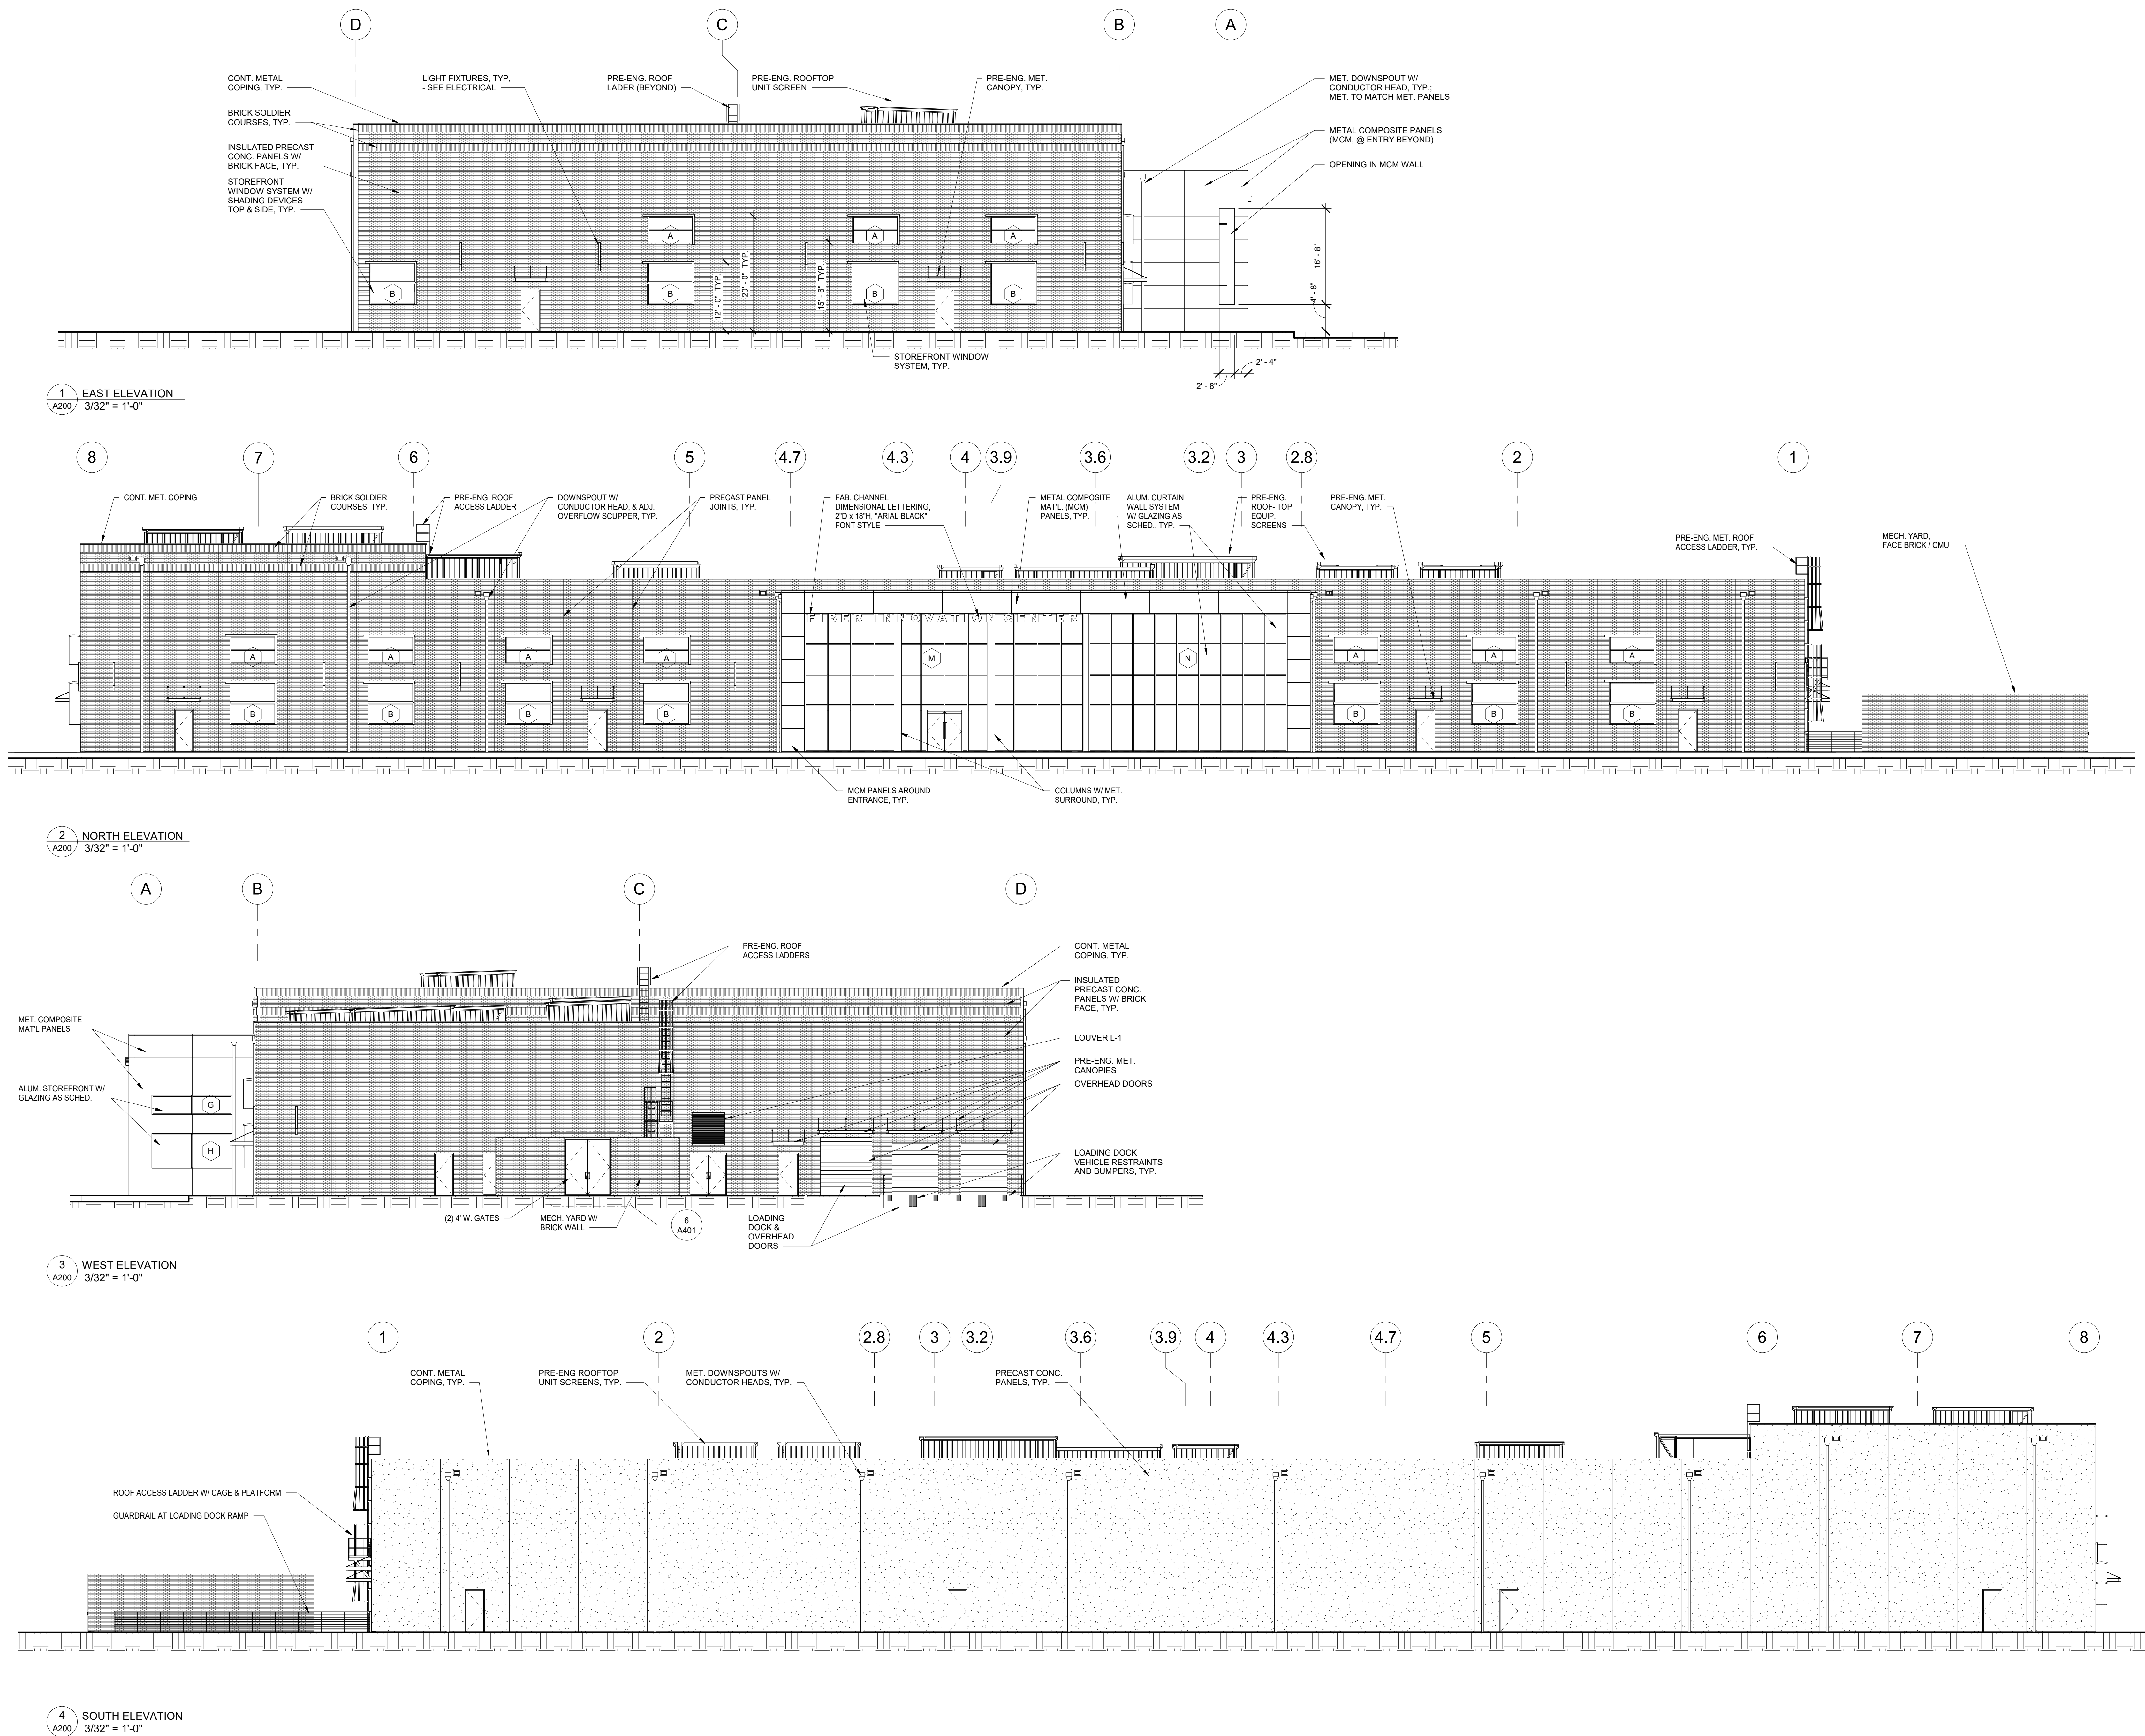 D
C
B
A
CONT. METAL
COPING, TYP.
LIGHT FIXTURES, TYP,
- SEE ELECTRICAL
PRE-ENG. ROOF
LADER (BEYOND)
PRE-ENG. ROOFTOP
UNIT SCREEN
PRE-ENG. MET.
CANOPY, TYP.
MET. DOWNSPOUT W/
CONDUCTOR HEAD, TYP.;
MET. TO MATCH MET. PANELS
BRICK SOLDIER
COURSES, TYP.
METAL COMPOSITE PANELS
(MCM, @ ENTRY BEYOND)
INSULATED PRECAST
CONC. PANELS W/
BRICK FACE, TYP.
OPENING IN MCM WALL
STOREFRONT
WINDOW SYSTEM W/
SHADING DEVICES
TOP & SIDE, TYP.
A
A
A
B
B
B
B
12' - 0" TYP.
20' - 0" TYP.
15' - 6" TYP.
16' - 8"
4' - 8"
STOREFRONT WINDOW
SYSTEM, TYP.
2' - 4"
2' - 8"
1
A200
EAST ELEVATION
3/32" = 1'-0"
8
7
6
5
4.7
4.3
4
3.9
3.6
3.2
3
2.8
2
1
CONT. MET. COPING
BRICK SOLDIER
COURSES, TYP.
PRE-ENG. ROOF
ACCESS LADDER
DOWNSPOUT W/
CONDUCTOR HEAD, & ADJ.
OVERFLOW SCUPPER, TYP.
PRECAST PANEL
JOINTS, TYP.
FAB. CHANNEL
DIMENSIONAL LETTERING,
2"D x 18"H, "ARIAL BLACK"
FONT STYLE
METAL COMPOSITE
MAT'L. (MCM)
PANELS, TYP.
ALUM. CURTAIN
WALL SYSTEM
W/ GLAZING AS
SCHED., TYP.
PRE-ENG.
ROOF- TOP
EQUIP.
SCREENS
PRE-ENG. MET.
CANOPY, TYP.
PRE-ENG. MET. ROOF
ACCESS LADDER, TYP.
MECH. YARD,
FACE BRICK / CMU
FIBER INNOVATION CENTER
A
A
A
A
M
N
A
A
A
B
B
B
B
B
B
B
MCM PANELS AROUND
ENTRANCE, TYP.
COLUMNS W/ MET.
SURROUND, TYP.
2
A200
NORTH ELEVATION
3/32" = 1'-0"
A
B
C
D
PRE-ENG. ROOF
ACCESS LADDERS
CONT. METAL
COPING, TYP.
INSULATED
PRECAST CONC.
PANELS W/ BRICK
FACE, TYP.
MET. COMPOSITE
MAT'L PANELS
LOUVER L-1
PRE-ENG. MET.
CANOPIES
OVERHEAD DOORS
ALUM. STOREFRONT W/
GLAZING AS SCHED.
G
H
LOADING DOCK
VEHICLE RESTRAINTS
AND BUMPERS, TYP.
(2) 4' W. GATES
MECH. YARD W/
BRICK WALL
6
A401
LOADING
DOCK &
OVERHEAD
DOORS
3
A200
WEST ELEVATION
3/32" = 1'-0"
1
2
2.8
3
3.2
3.6
3.9
4
4.3
4.7
5
6
7
8
CONT. METAL
COPING, TYP.
PRE-ENG ROOFTOP
UNIT SCREENS, TYP.
MET. DOWNSPOUTS W/
CONDUCTOR HEADS, TYP.
PRECAST CONC.
PANELS, TYP.
ROOF ACCESS LADDER W/ CAGE & PLATFORM
GUARDRAIL AT LOADING DOCK RAMP
4
A200
SOUTH ELEVATION
3/32" = 1'-0"